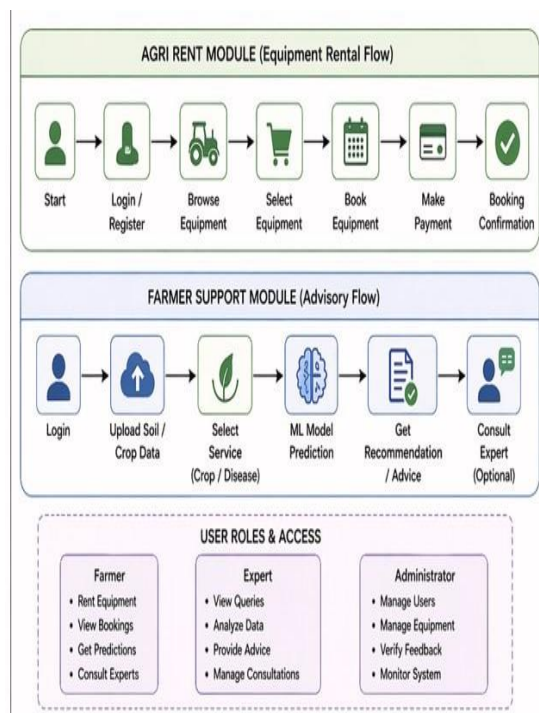 AGRI RENT MODULE (Equipment Rental Flow)
Start
Login /
Register
Browse
Equipment
Select
Equipment
Book
Equipment
Make
Payment
Booking
Confirmation
FARMER SUPPORT MODULE (Advisory Flow)
Login
Upload Soil /
Crop Data
Select
Service
(Crop / Disease)
ML Model
Prediction
Get
Recommendation
/ Advice
Consult
Expert
(Optional)
USER ROLES & ACCESS
Farmer
• Rent Equipment
• View Bookings
• Get Predictions
• Consult Experts
Expert
• View Queries
• Analyze Data
• Provide Advice
• Manage Consultations
Administrator
• Manage Users
• Manage Equipment
• Verify Feedback
• Monitor System